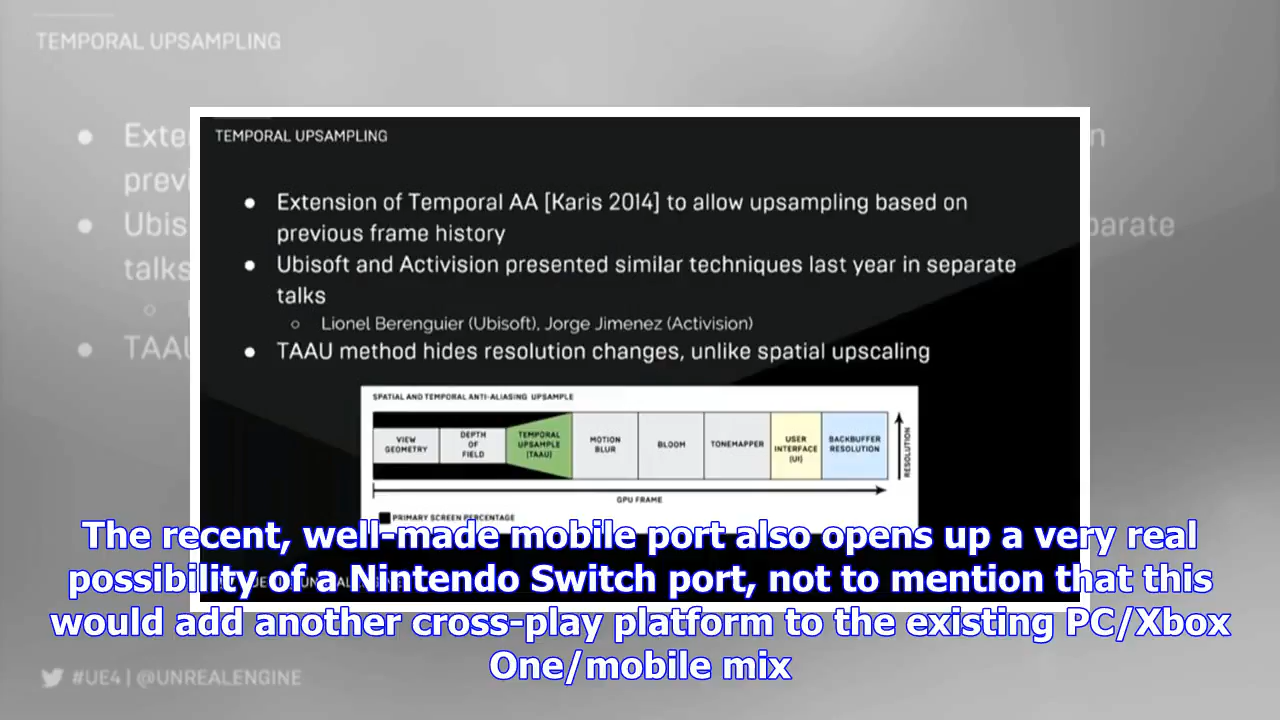 TEMPORAL UPSAMPLING
TEMPORAL UPSAMPLING
● Extension of Temporal AA [Karis 2014] to allow upsampling based on
previous frame history
● Ubisoft and Activision presented similar techniques last year in separate
talks
○ Lionel Berenguier (Ubisoft), Jorge Jimenez (Activision)
● TAAU method hides resolution changes, unlike spatial upscaling
SPATIAL AND TEMPORAL ANTI-ALIASING UPSAMPLE
VIEW
GEOMETRY
DEPTH
OF
FIELD
TEMPORAL
UPSAMPLE
(TAAU)
MOTION
BLUR
BLOOM
TONEMAPPER
USER
INTERFACE
(UI)
BACKBUFFER
RESOLUTION
RESOLUTION
GPU FRAME
PRIMARY SCREEN PERCENTAGE
The recent, well-made mobile port also opens up a very real
possibility of a Nintendo Switch port, not to mention that this
would add another cross-play platform to the existing PC/Xbox
One/mobile mix
#UE4 | @UNREALENGINE